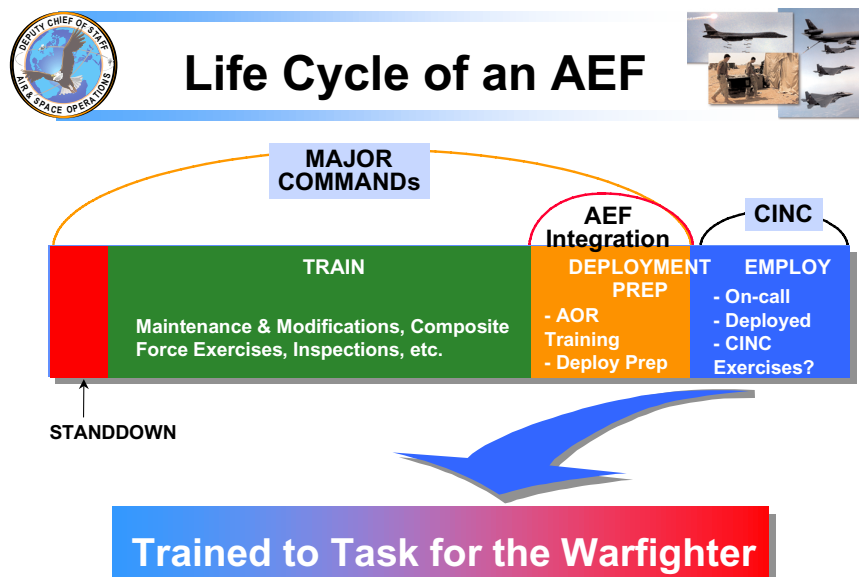 DEPUTY CHIEF OF STAFF
AIR & SPACE OPERATIONS
Life Cycle of an AEF
MAJOR
COMMANDs
AEF
Integration
CINC
TRAIN
Maintenance & Modifications, Composite
Force Exercises, Inspections, etc.
DEPLOYMENT
PREP
- AOR
Training
- Deploy Prep
EMPLOY
- On-call
- Deployed
- CINC
Exercises?
STANDDOWN
Trained to Task for the Warfighter